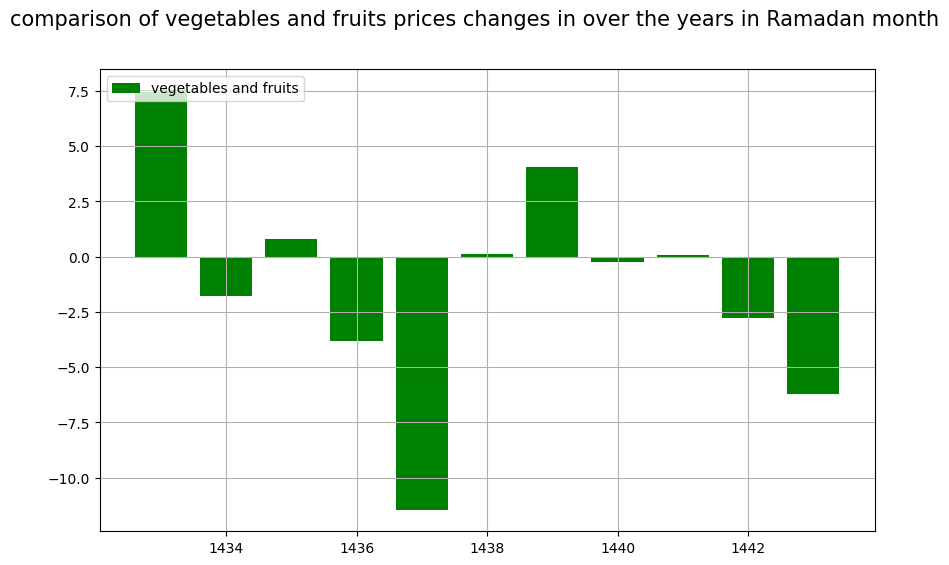 comparison of vegetables and fruits prices changes in over the years in Ramadan month
vegetables and fruits
7.5
5.0
2.5
0.0
−2.5
−5.0
−7.5
−10.0
1434 1436 1438 1440 1442